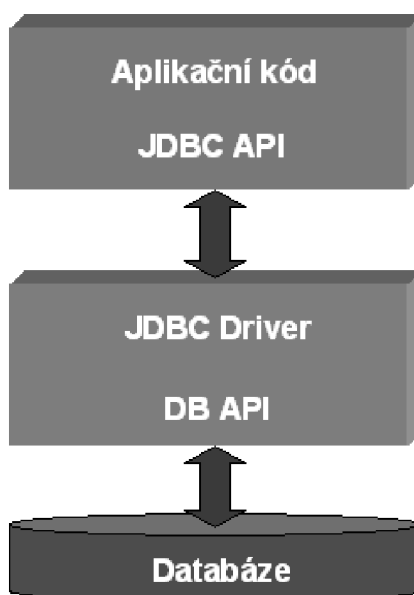 Aplikační kód
JDBC API
JDBC Driver
DB API
Databáze